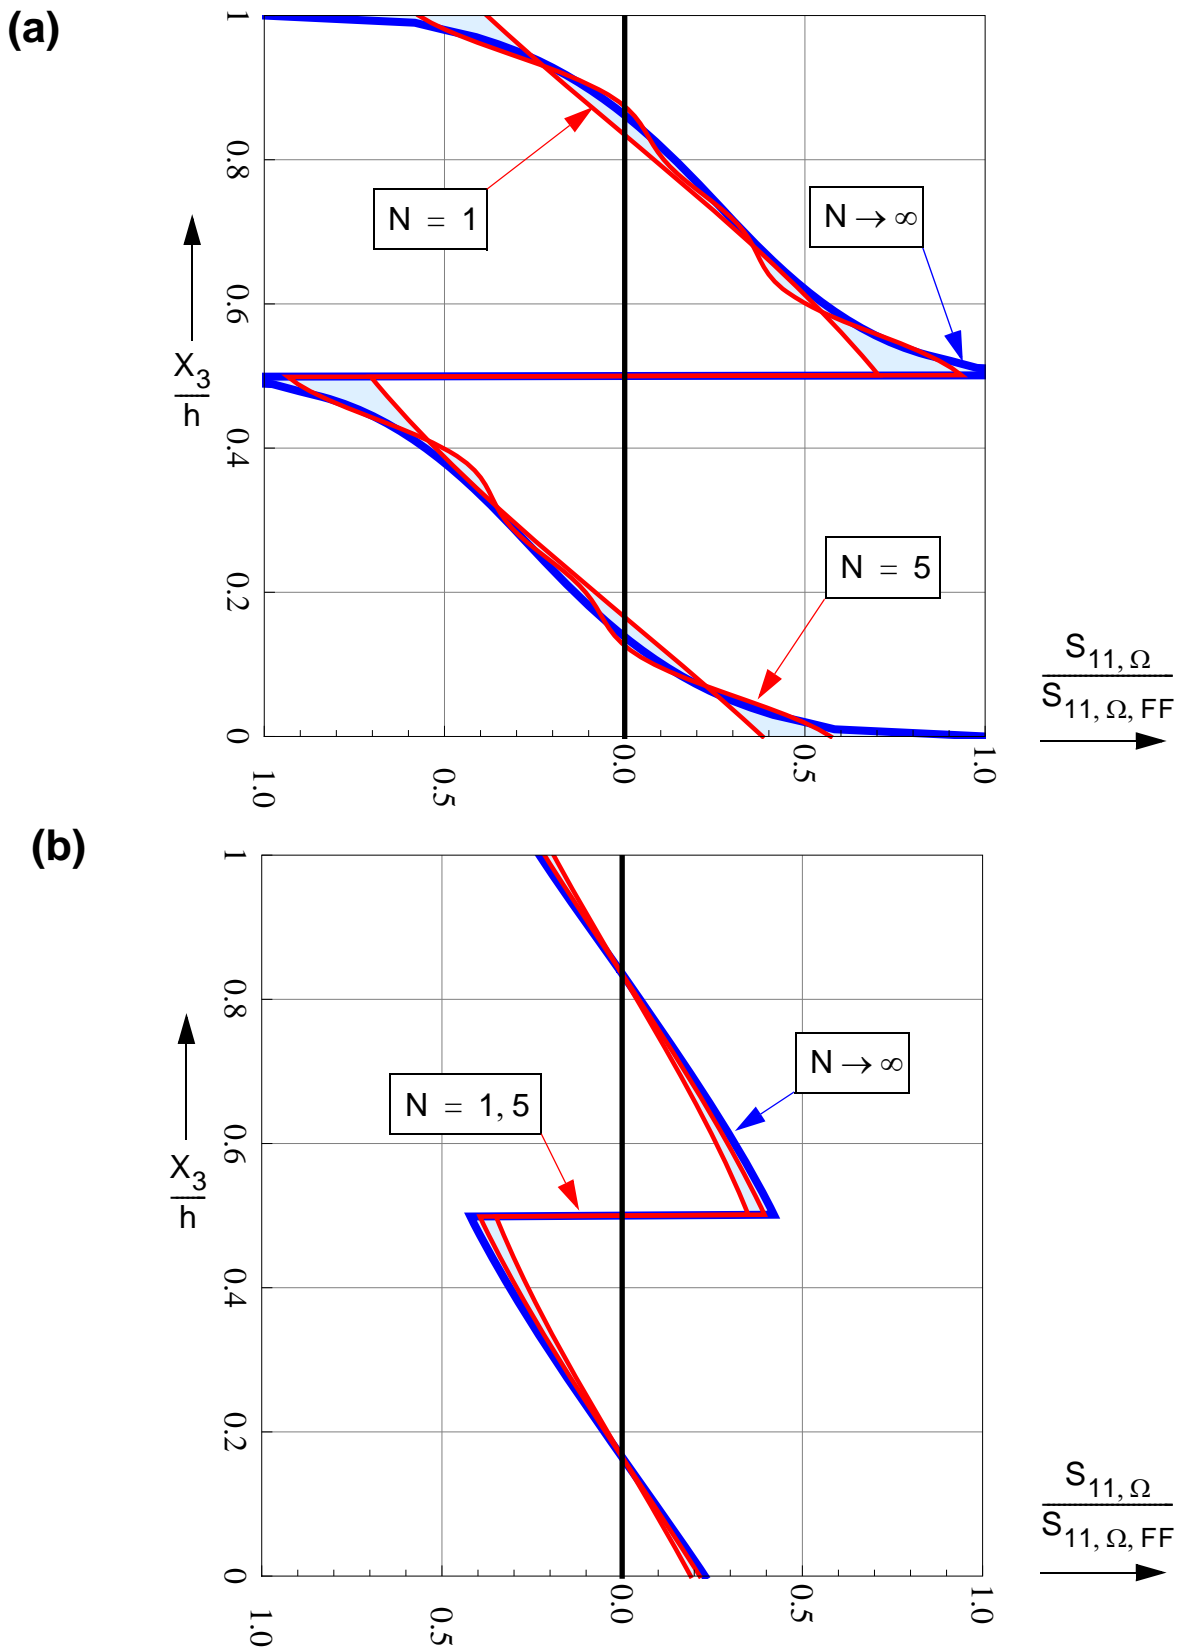 (a)
1
0.8
0.6
0.4
0.2
0
X3
h
N = 1
N → ∞
N = 5
S11, Ω
S11, Ω, FF
1.0
0.5
0.0
0.5
1.0
(b)
1
0.8
0.6
0.4
0.2
0
X3
h
N → ∞
N = 1, 5
S11, Ω
S11, Ω, FF
1.0
0.5
0.0
0.5
1.0